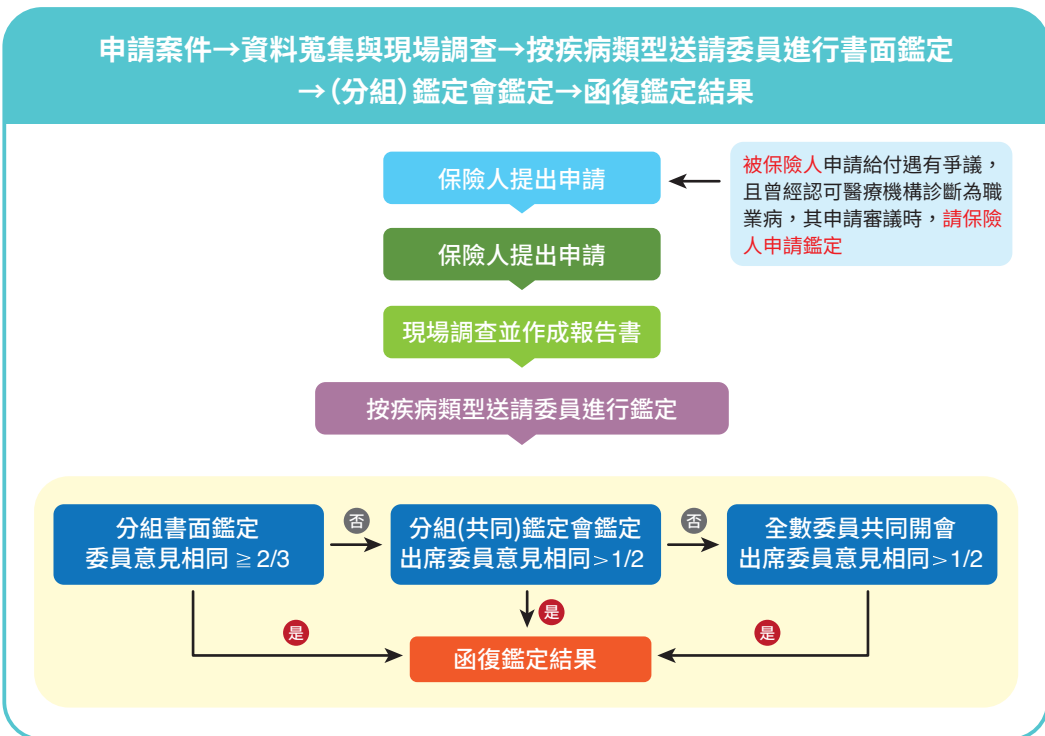 申請案件→資料蒐集與現場調查→按疾病類型送請委員進行書面鑑定
→(分組)鑑定會鑑定→函復鑑定結果
保險人提出申請
被保險人申請給付遇有爭議，
且曾經認可醫療機構診斷為職
業病，其申請審議時，請保險
人申請鑑定
保險人提出申請
現場調查並作成報告書
按疾病類型送請委員進行鑑定
分組書面鑑定
委員意見相同≧2/3
否
分組(共同)鑑定會鑑定
出席委員意見相同>1/2
否
全數委員共同開會
出席委員意見相同>1/2
是
是
是
函復鑑定結果